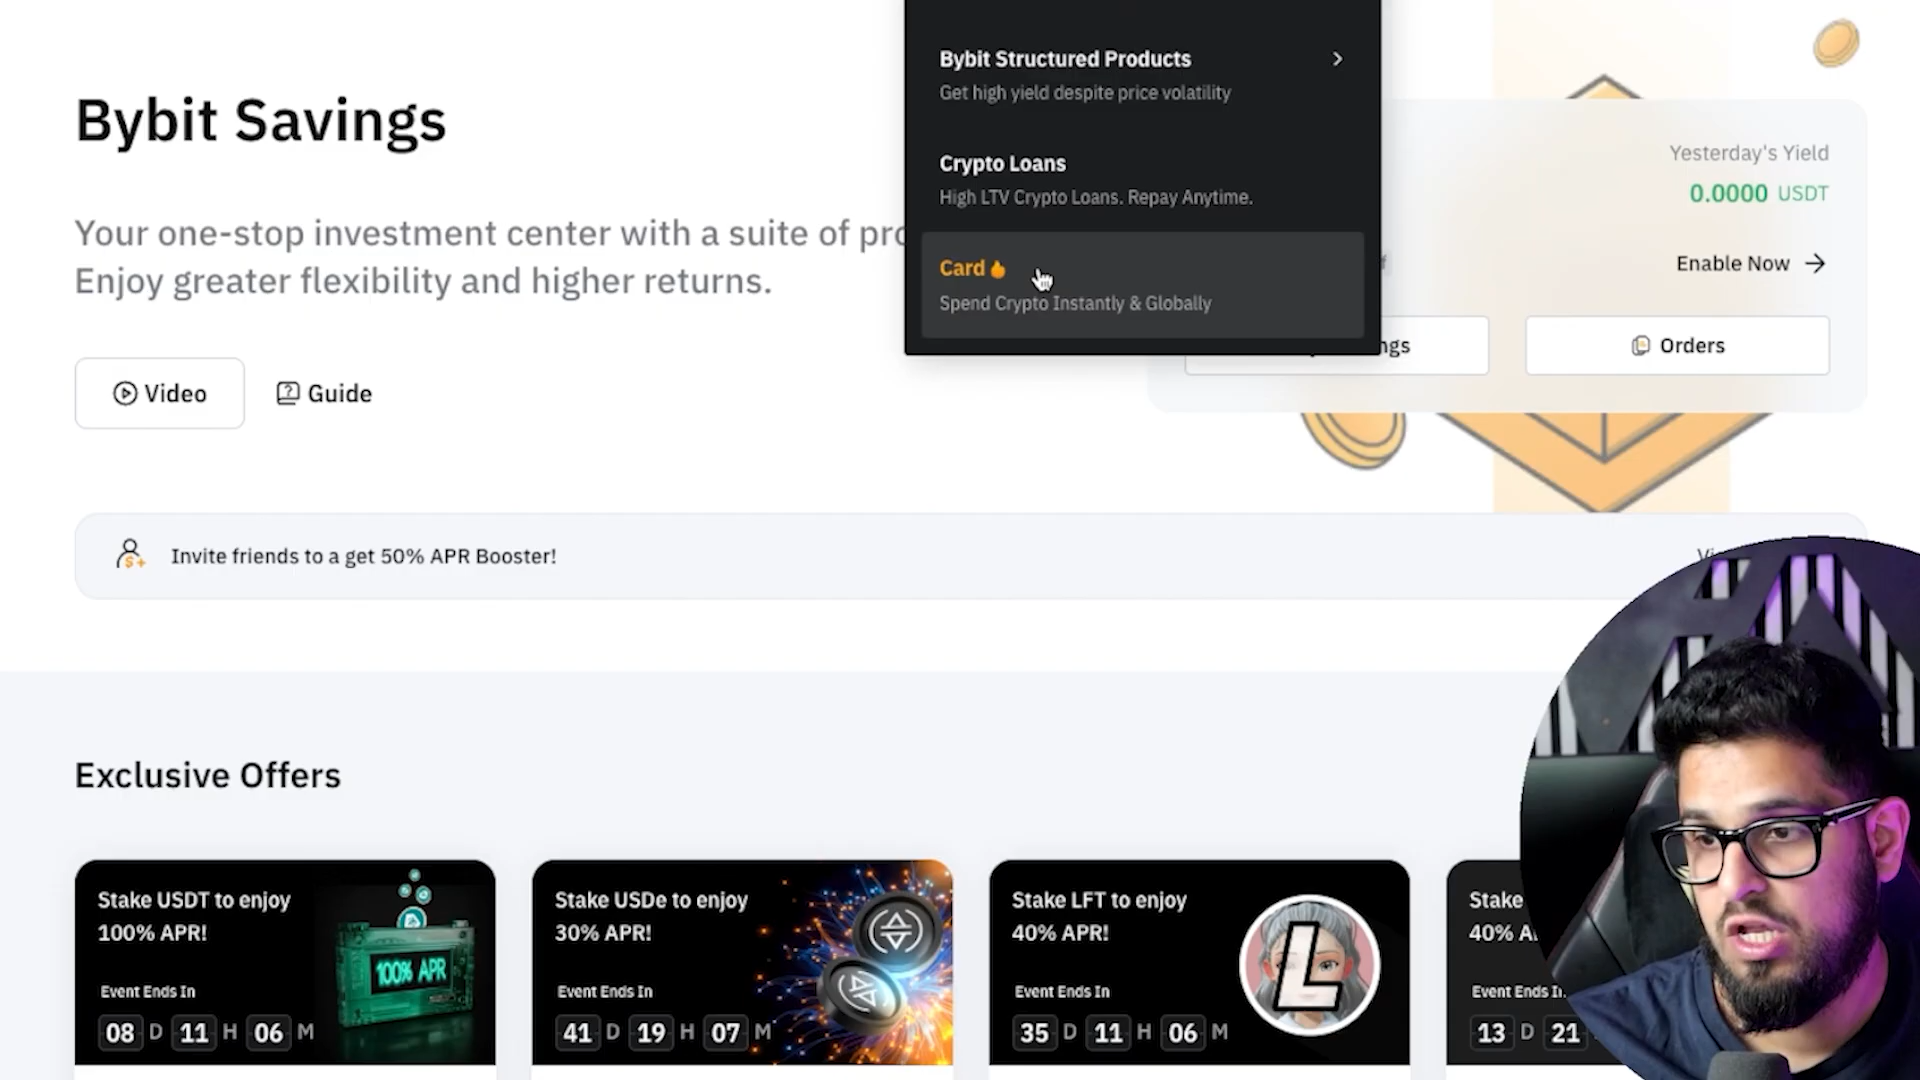 Bybit Structured Products
Get high yield despite price volatility
Bybit Savings
Yesterday's Yield
0.0000 USDT
Crypto Loans
High LTV Crypto Loans. Repay Anytime.
Your one-stop investment center with a suite of
Enjoy greater flexibility and higher returns.
Card
Spend Crypto Instantly & Globally
Enable Now
Orders
Video
Guide
Invite friends to a get 50% APR Booster!
Exclusive Offers
Stake USDT to enjoy
100% APR!
100% APR
Event Ends In
08 D 11 H 06 M
Stake USDe to enjoy
30% APR!
Event Ends In
41 D 19 H 07 M
Stake LFT to enjoy
40% APR!
L
Event Ends In
35 D 11 H 06 M
Stake
40%
Event Ends
13 D 21